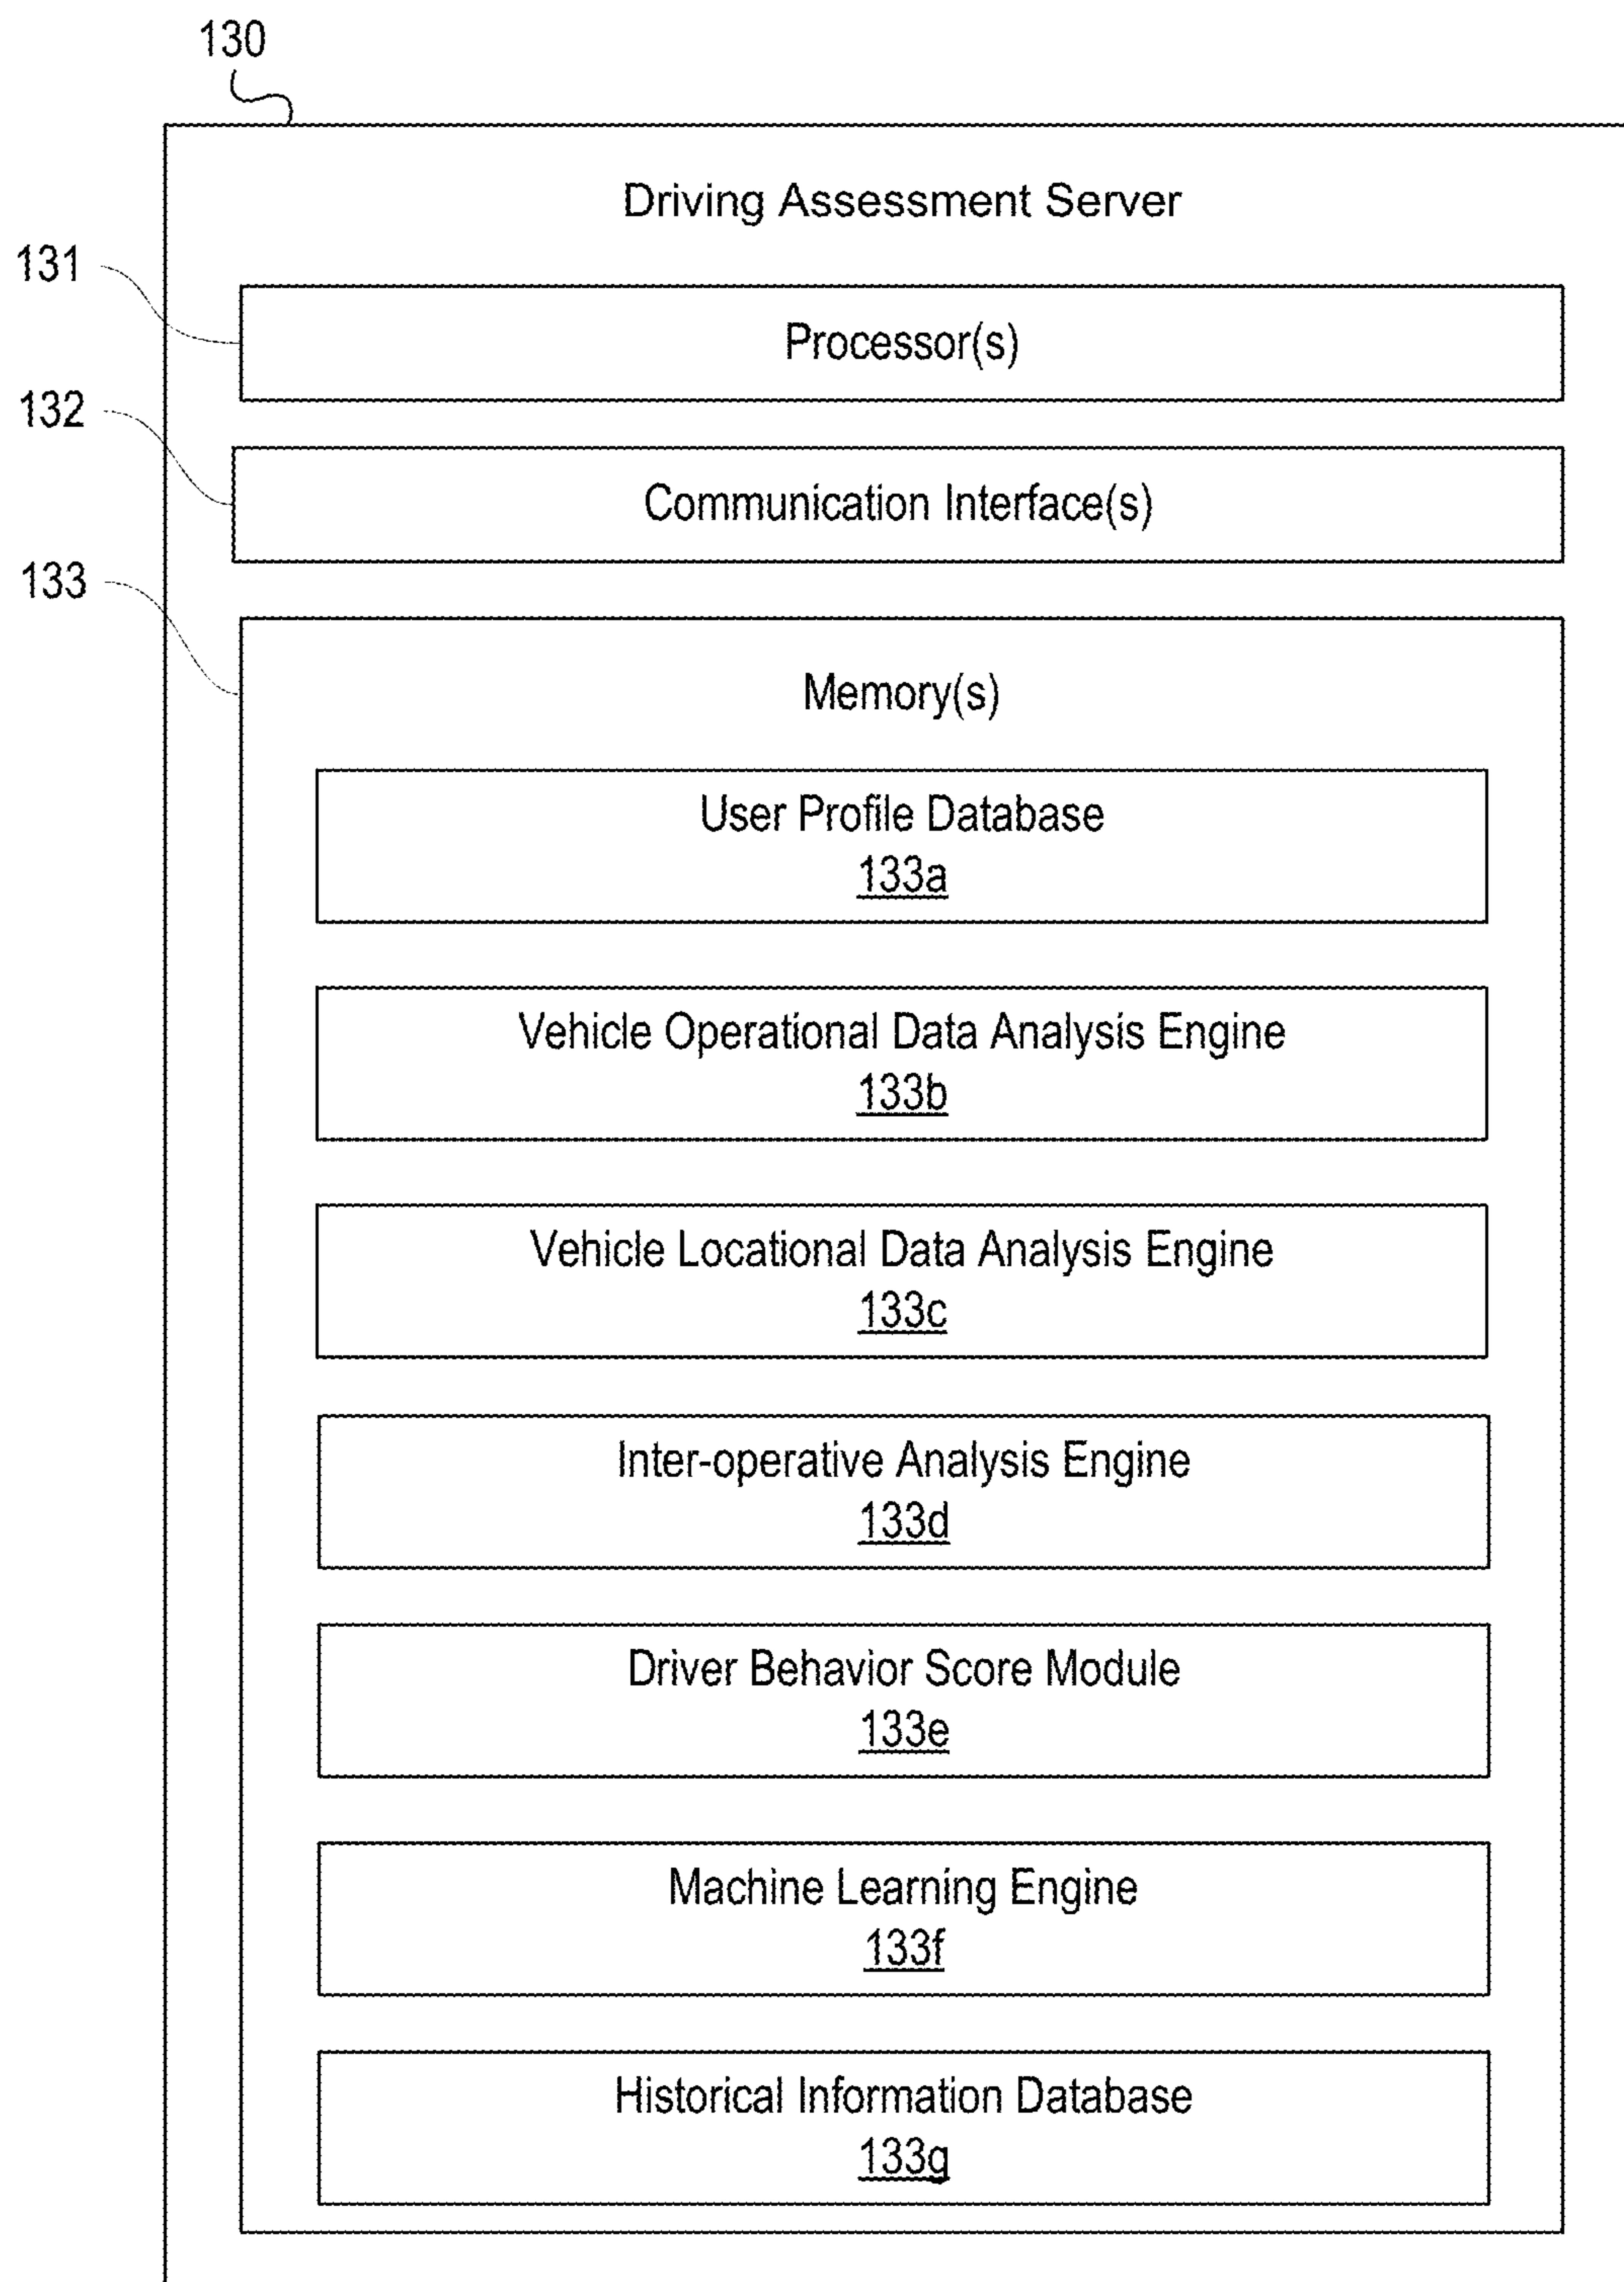 130
Driving Assessment Server
131
Processor(s)
132
Communication Interface(s)
133
Memory(s)
User Profile Database
133a
Vehicle Operational Data Analysis Engine
133b
Vehicle Locational Data Analysis Engine
133c
Inter-operative Analysis Engine
133d
Driver Behavior Score Module
133e
Machine Learning Engine
133f
Historical Information Database
133g